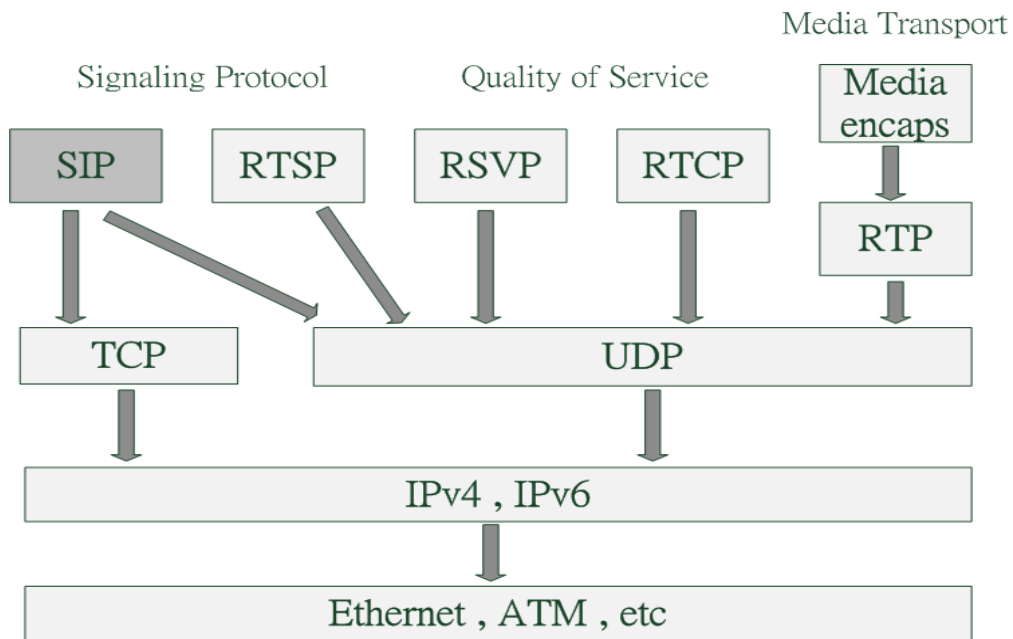 Media Transport
Signaling Protocol
Quality of Service
Media
encaps
SIP
RTSP
RSVP
RTCP
RTP
TCP
UDP
IPv4 , IPv6
Ethernet , ATM , etc